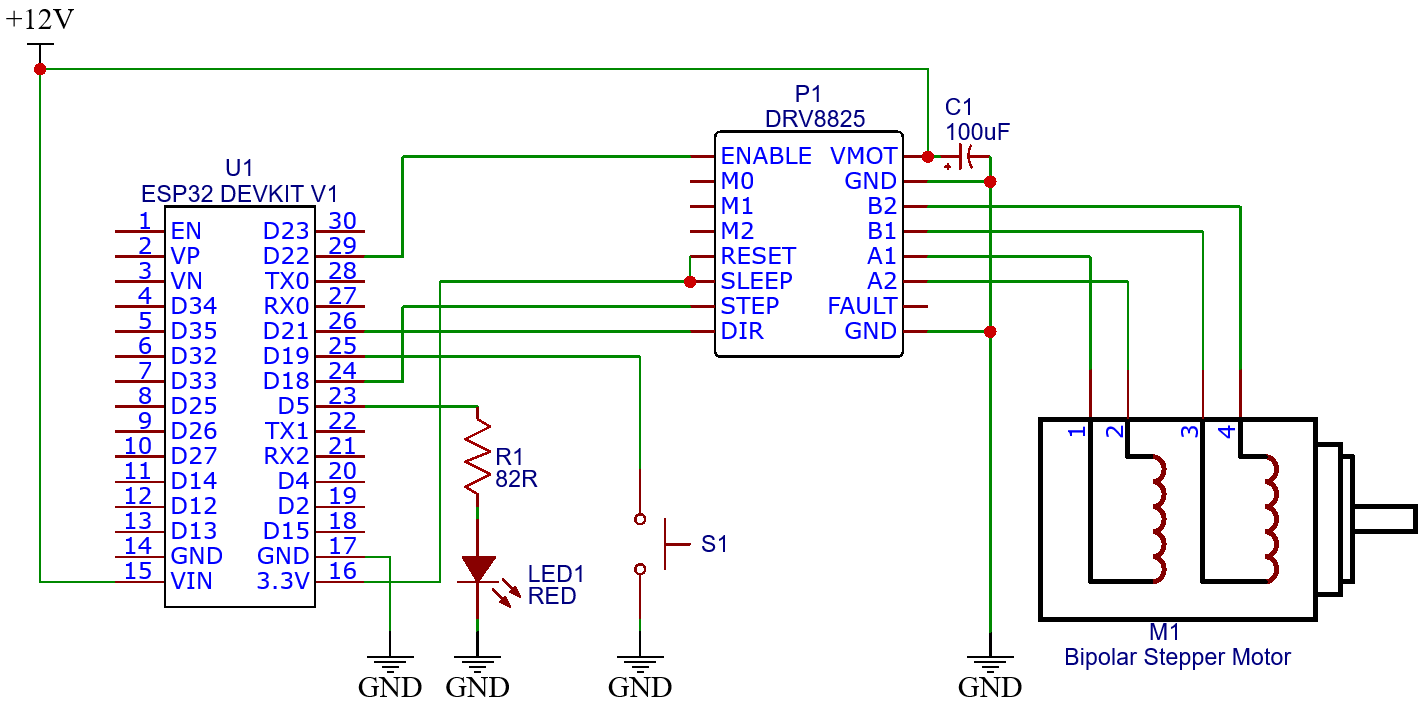 +12V
U1
ESP32 DEVKIT V1
1 EN D23 30
2 VP D22 29
3 VN TX0 28
4 D34 RX0 27
5 D35 D21 26
6 D32 D19 25
7 D33 D18 24
8 D25 D5 23
9 D26 TX1 22
10 D27 RX2 21
11 D14 D4 20
12 D12 D2 19
13 D13 D15 18
14 GND GND 17
15 VIN 3.3V 16
P1
DRV8825
ENABLE VMOT
M0 GND
M1 B2
M2 B1
RESET A1
SLEEP A2
STEP FAULT
DIR GND
C1
100uF
+
R1
82R
LED1
RED
S1
1 2 3 4
M1
Bipolar Stepper Motor
GND GND GND GND